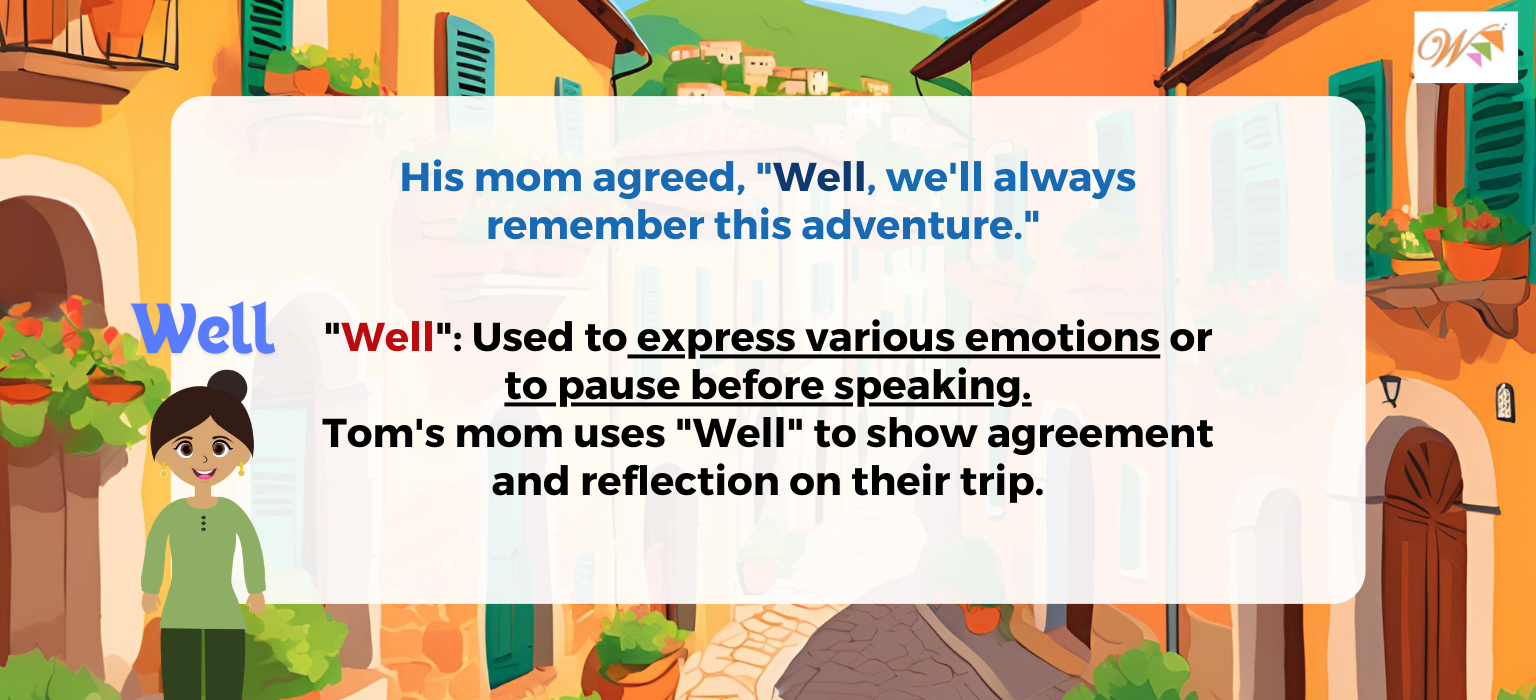 W
His mom agreed, "Well, we'll always
remember this adventure."
Well
"Well": Used to express various emotions or
to pause before speaking.
Tom's mom uses "Well" to show agreement
and reflection on their trip.